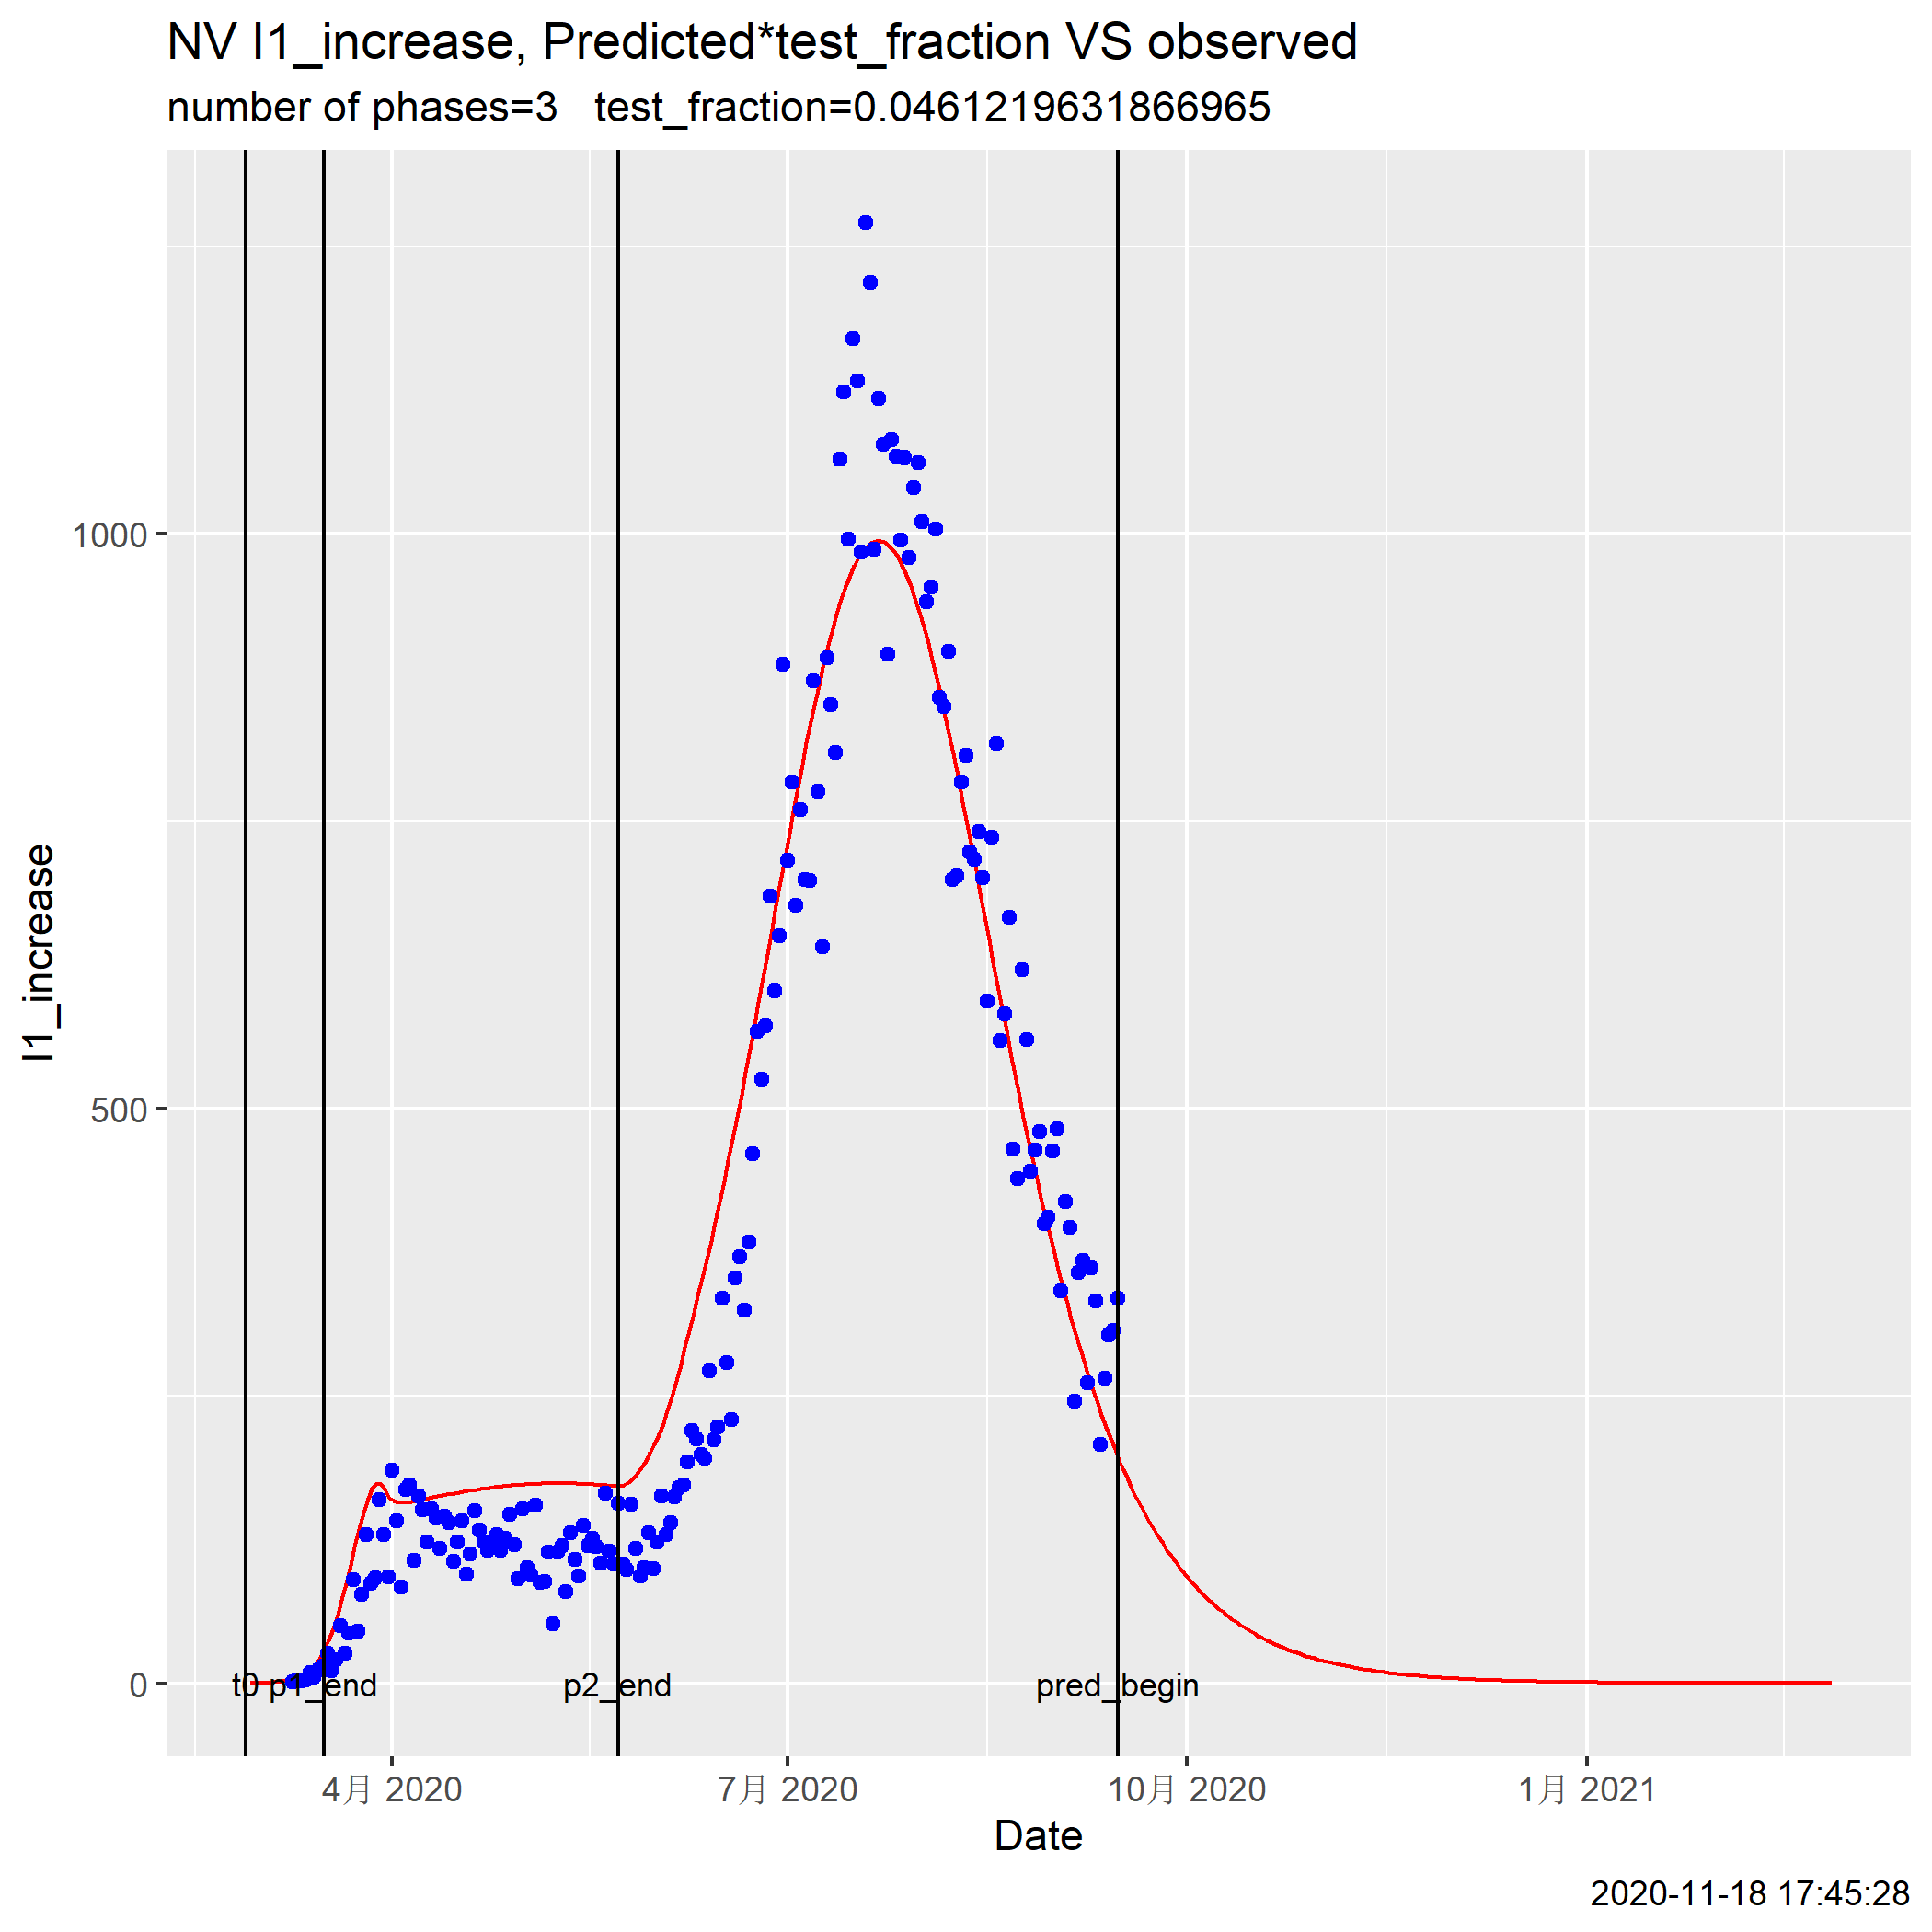 NV I1_increase, Predicted*test_fraction VS observed
number of phases=3   test_fraction=0.0461219631866965
I1_increase
1000
500
0
t0 p1_end p2_end pred_begin
4月 2020 7月 2020 10月 2020 1月 2021
Date
2020-11-18 17:45:28